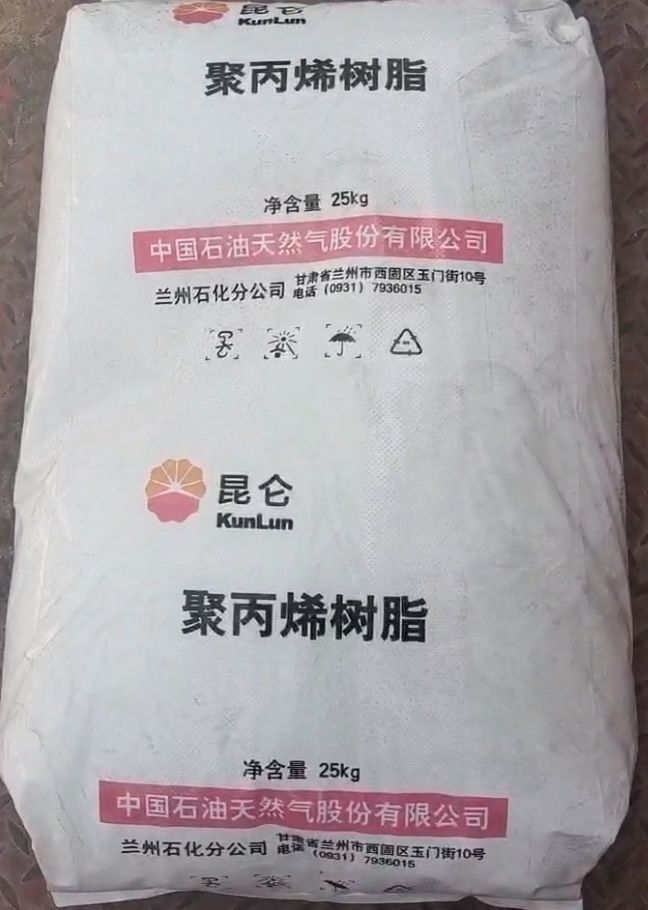 昆仑
KunLun
聚丙烯树脂
净含量 25kg
中国石油天然气股份有限公司
兰州石化分公司 甘肃省兰州市西固区玉门街10号
电话 (0931) 7936015
昆仑
KunLun
聚丙烯树脂
净含量 25kg
中国石油天然气股份有限公司
兰州石化分公司 甘肃省兰州市西固区玉门街10号
电话 (0931) 7936015